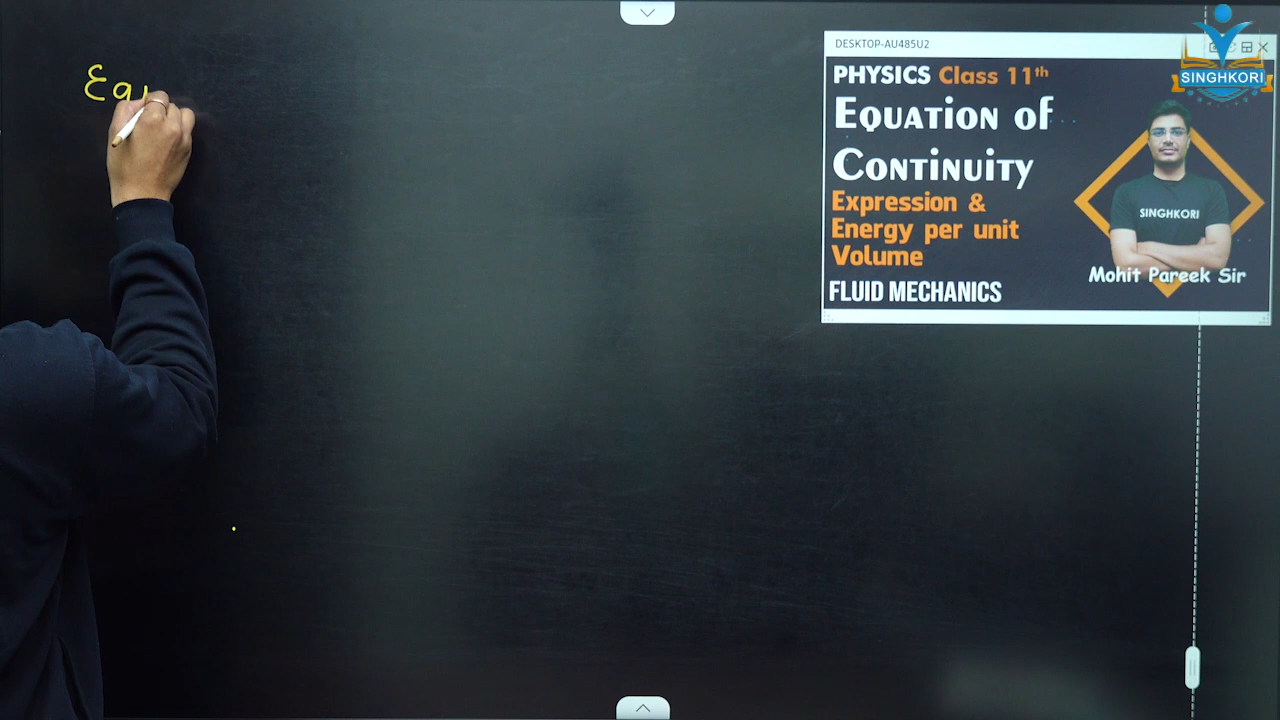 Equ
DESKTOP-AU485U2
SINGHKORI
PHYSICS Class 11th
EQUATION OF
CONTINUITY
Expression &
Energy per unit
Volume
SINGHKORI
Mohit Pareek Sir
FLUID MECHANICS